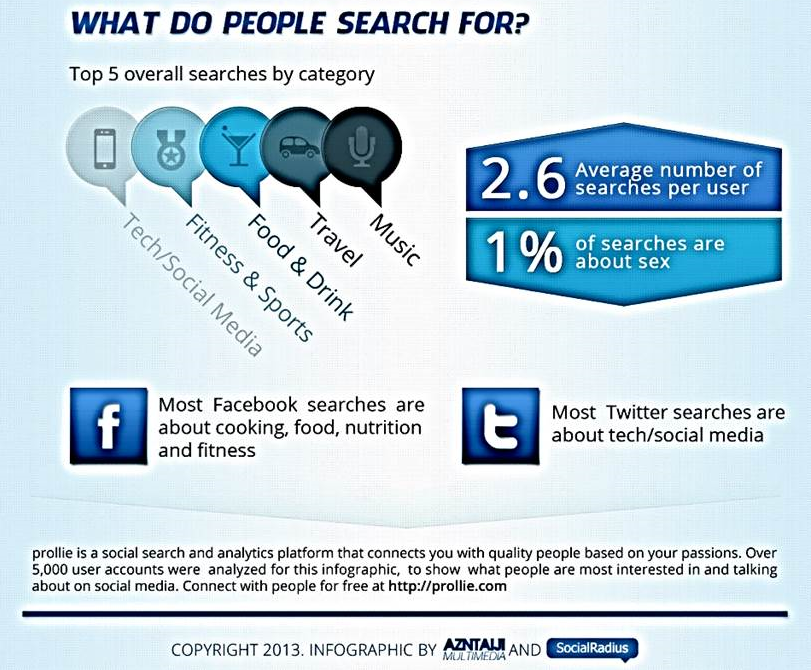 WHAT DO PEOPLE SEARCH FOR?
Top 5 overall searches by category
Tech/Social Media
Fitness & Sports
Food & Drink
Travel
Music
2.6 Average number of
searches per user
1% of searches are
about sex
f
Most Facebook searches are
about cooking, food, nutrition
and fitness
t
Most Twitter searches are
about tech/social media
prollie is a social search and analytics platform that connects you with quality people based on your passions. Over
5,000 user accounts were analyzed for this infographic, to show what people are most interested in and talking
about on social media. Connect with people for free at http://prollie.com
COPYRIGHT 2013. INFOGRAPHIC BY AZNTAIJI MULTIMEDIA AND SocialRadius